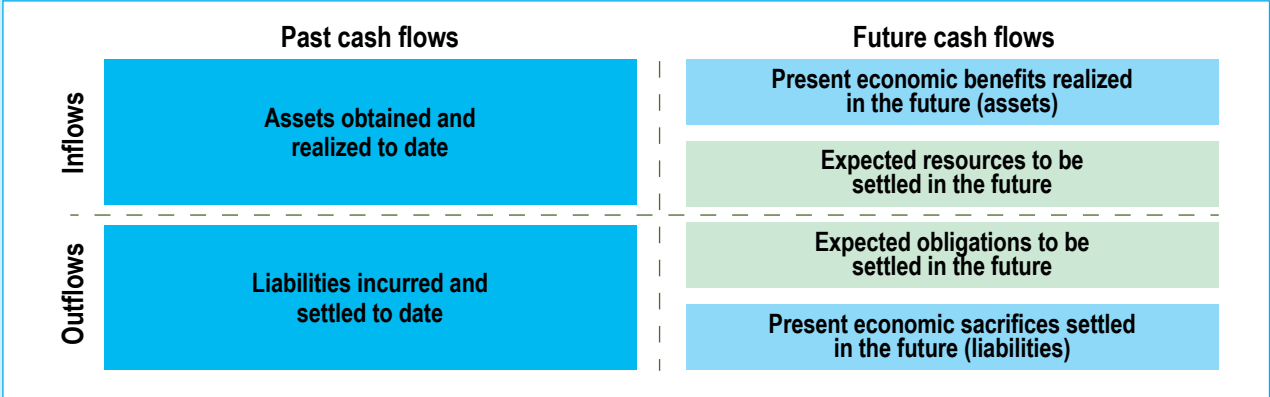 Past cash flows
Future cash flows
Inflows
Assets obtained and
realized to date
Present economic benefits realized
in the future (assets)
Expected resources to be
settled in the future
Outflows
Liabilities incurred and
settled to date
Expected obligations to be
settled in the future
Present economic sacrifices settled
in the future (liabilities)